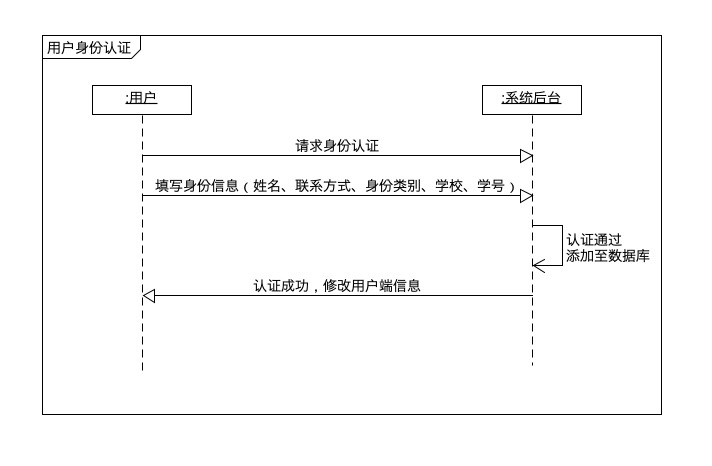 用户身份认证
:用户
:系统后台
请求身份认证
填写身份信息（姓名、联系方式、身份类别、学校、学号）
认证通过
添加至数据库
认证成功，修改用户端信息